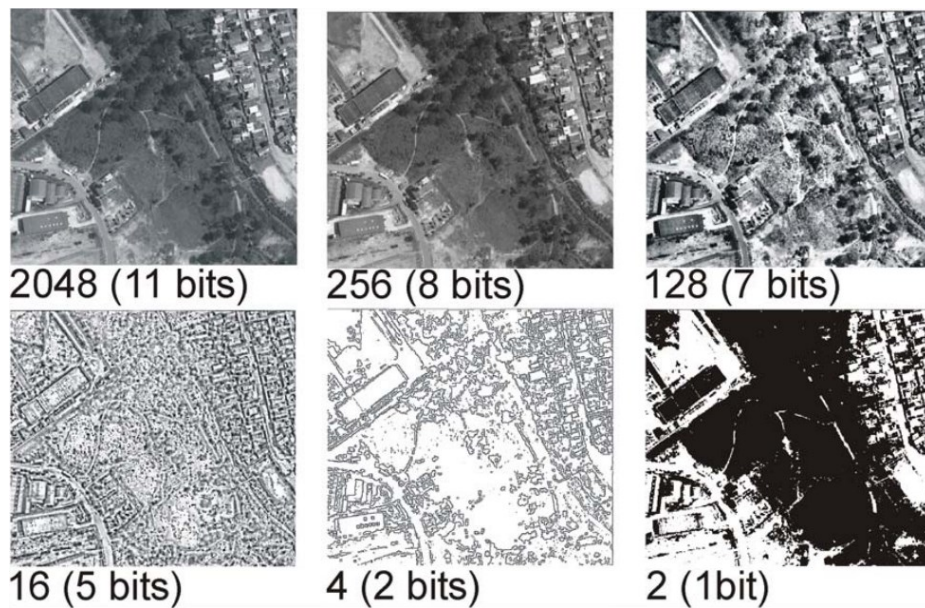 2048 (11 bits)
256 (8 bits)
128 (7 bits)
16 (5 bits)
4 (2 bits)
2 (1bit)